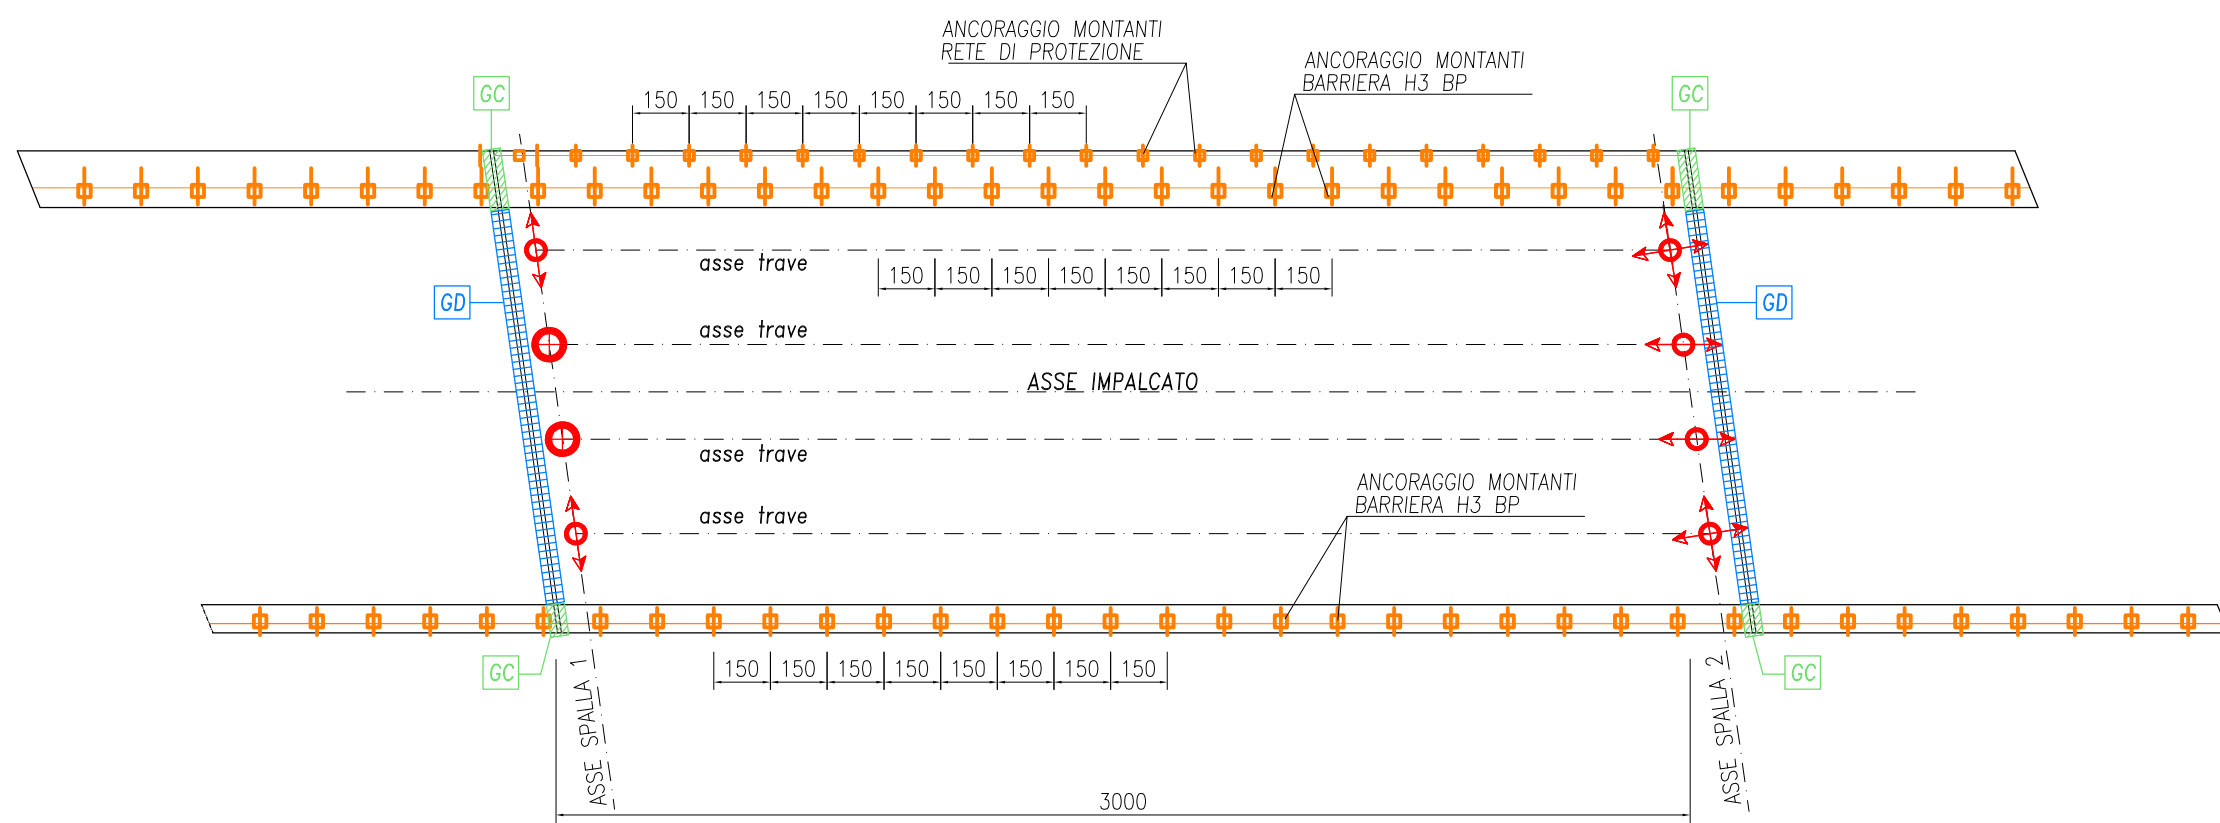 ANCORAGGIO MONTANTI
RETE DI PROTEZIONE
ANCORAGGIO MONTANTI
BARRIERA H3 BP
GC
GC
150 150 150 150 150 150 150 150
asse trave
150 150 150 150 150 150 150 150
GD
GD
asse trave
ASSE IMPALCATO
asse trave
ANCORAGGIO MONTANTI
BARRIERA H3 BP
asse trave
GC
150 150 150 150 150 150 150 150
GC
ASSE SPALLA 1
ASSE SPALLA 2
3000